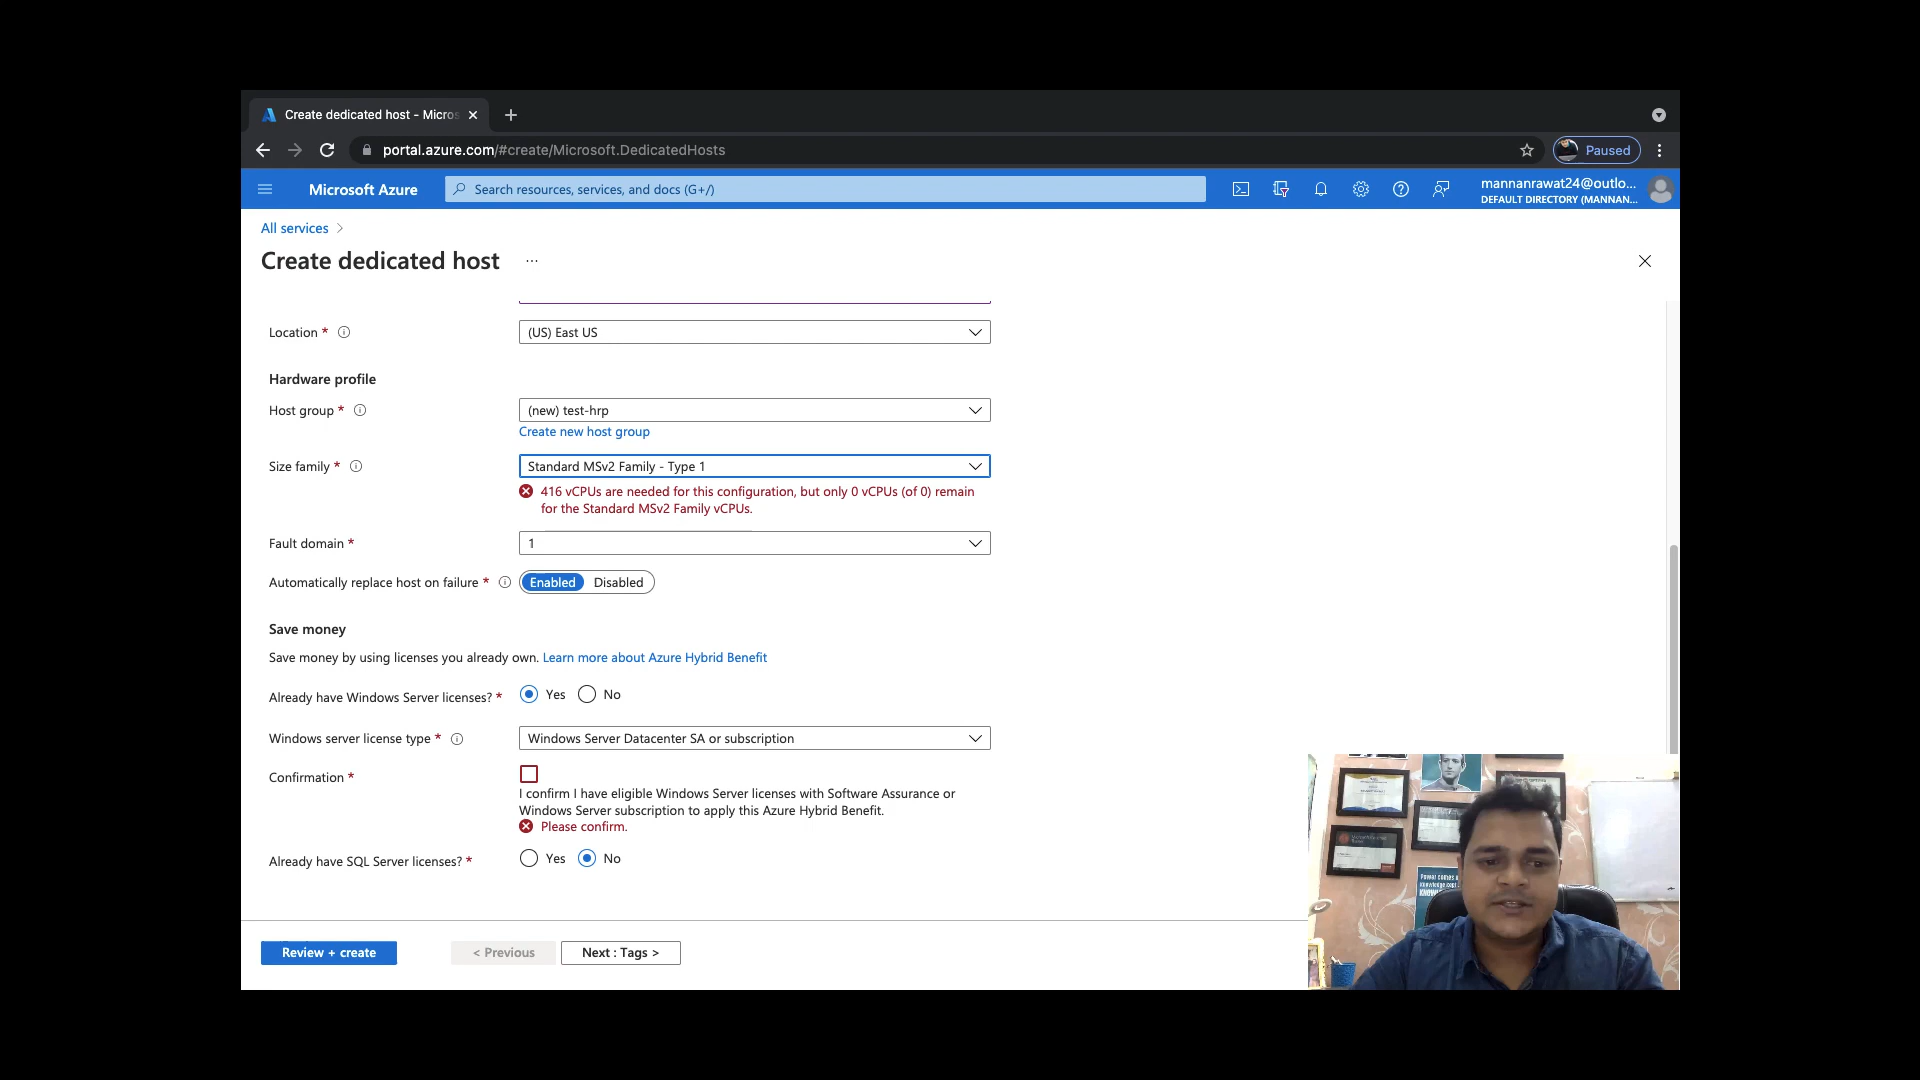 Create dedicated host - Micros
portal.azure.com/#create/Microsoft.DedicatedHosts
Paused
Microsoft Azure
Search resources, services, and docs (G+/)
mannanrawat24@outlo...
DEFAULT DIRECTORY (MANNAN...
All services >
Create dedicated host ...
Location *
(US) East US
Hardware profile
Host group *
(new) test-hrp
Create new host group
Size family *
Standard MSv2 Family - Type 1
416 vCPUs are needed for this configuration, but only 0 vCPUs (of 0) remain
for the Standard MSv2 Family vCPUs.
Fault domain *
1
Automatically replace host on failure *
Enabled Disabled
Save money
Save money by using licenses you already own. Learn more about Azure Hybrid Benefit
Already have Windows Server licenses? *
Yes No
Windows server license type *
Windows Server Datacenter SA or subscription
Confirmation *
I confirm I have eligible Windows Server licenses with Software Assurance or
Windows Server subscription to apply this Azure Hybrid Benefit.
Please confirm.
Already have SQL Server licenses? *
Yes No
Review + create
< Previous
Next : Tags >